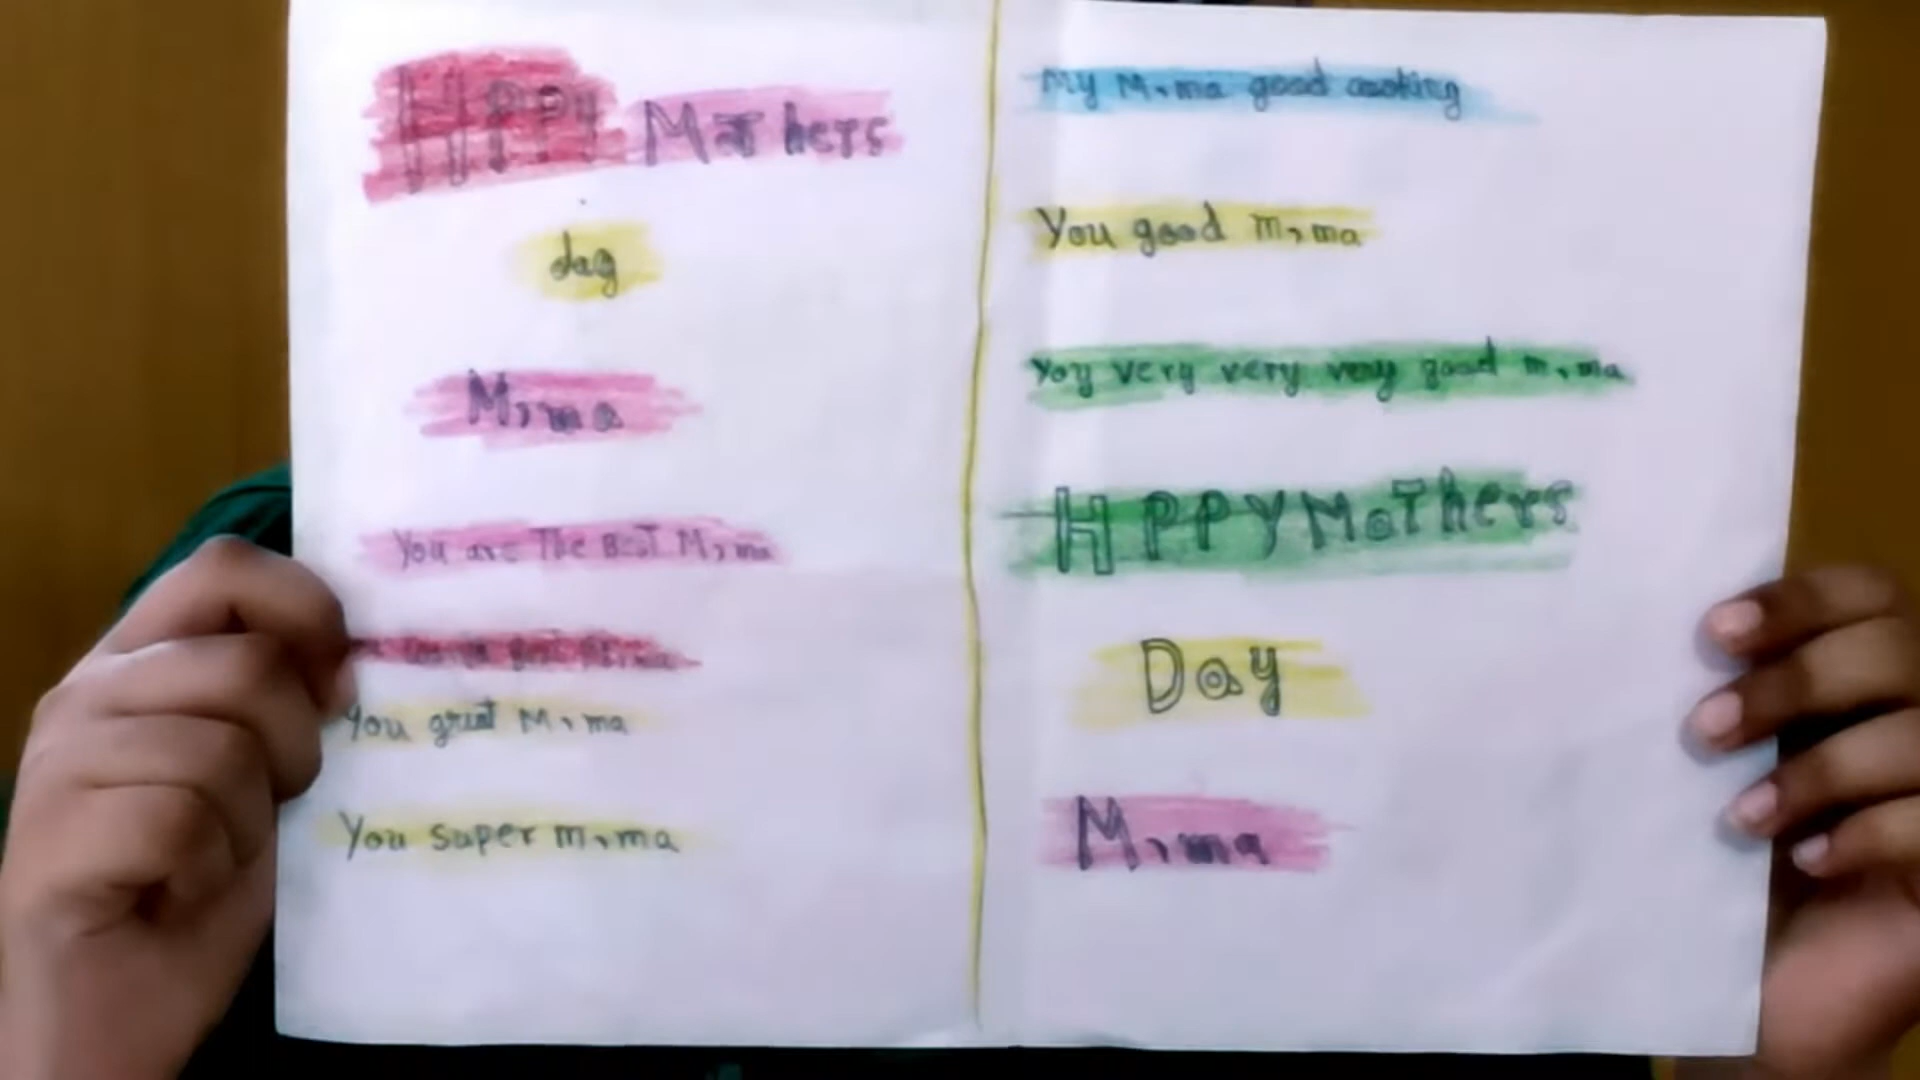 HPPY Mothers
day
M,ma
You are The BesT M,ma
You great M,ma
You super m,ma
My M,ma good cooking
You good m,ma
You very very very good m,ma
HPPY MoThers
Day
M,ma